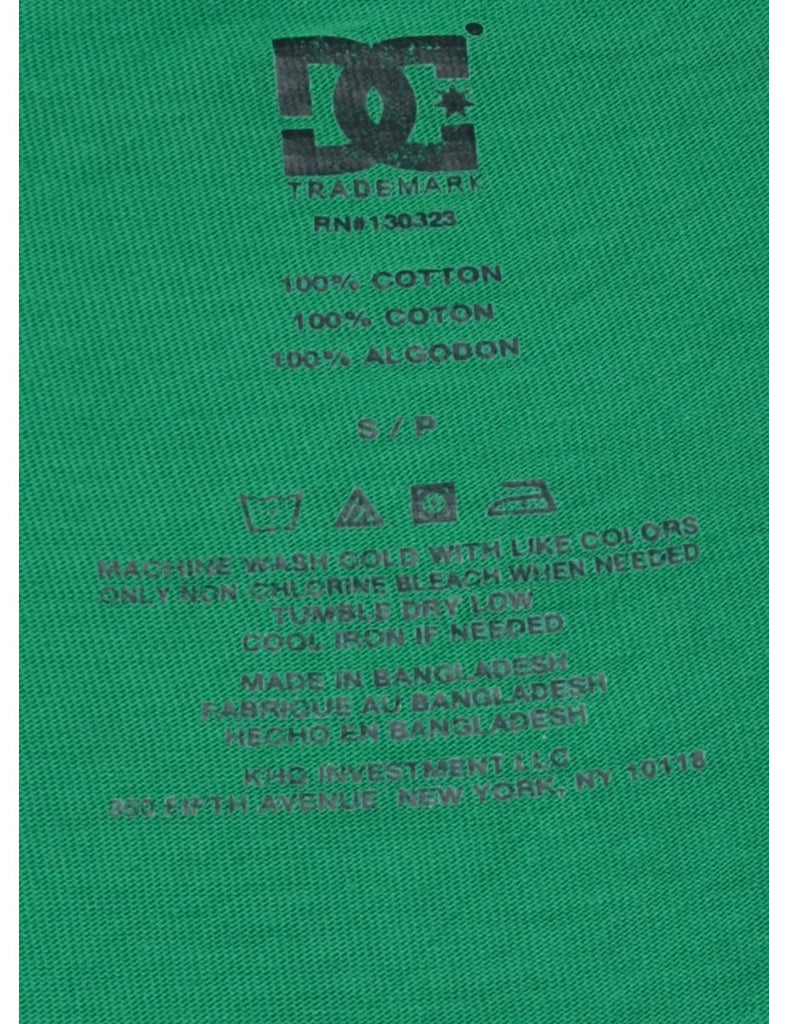 DC
TRADEMARK
RN#130323
100% COTTON
100% COTON
100% ALGODON
S / P
MACHINE WASH COLD WITH LIKE COLORS
ONLY NON-CHLORINE BLEACH WHEN NEEDED
TUMBLE DRY LOW
COOL IRON IF NEEDED
MADE IN BANGLADESH
FABRIQUE AU BANGLADESH
HECHO EN BANGLADESH
KHQ INVESTMENT LLC
350 FIFTH AVENUE NEW YORK, NY 10118